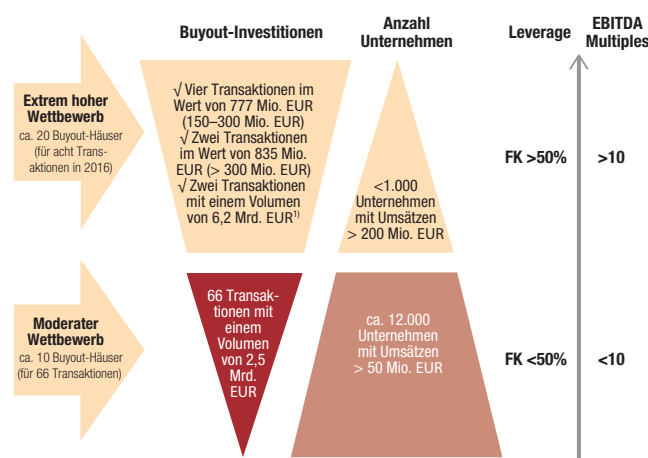 Buyout-Investitionen
Anzahl
Unternehmen
Leverage
EBITDA
Multiples
Extrem hoher
Wettbewerb
ca. 20 Buyout-Häuser
(für acht Trans-
aktionen in 2016)
√ Vier Transaktionen im
Wert von 777 Mio. EUR
(150–300 Mio. EUR)
√ Zwei Transaktionen
im Wert von 835 Mio.
EUR (> 300 Mio. EUR)
√ Zwei Transaktionen
mit einem Volumen
von 6,2 Mrd. EUR¹⁾
<1.000
Unternehmen
mit Umsätzen
> 200 Mio. EUR
FK >50%
>10
Moderater
Wettbewerb
ca. 10 Buyout-Häuser
(für 66 Transaktionen)
66 Transak-
tionen mit
einem
Volumen
von 2,5
Mrd.
EUR
ca. 12.000
Unternehmen
mit Umsätzen
> 50 Mio. EUR
FK <50%
<10